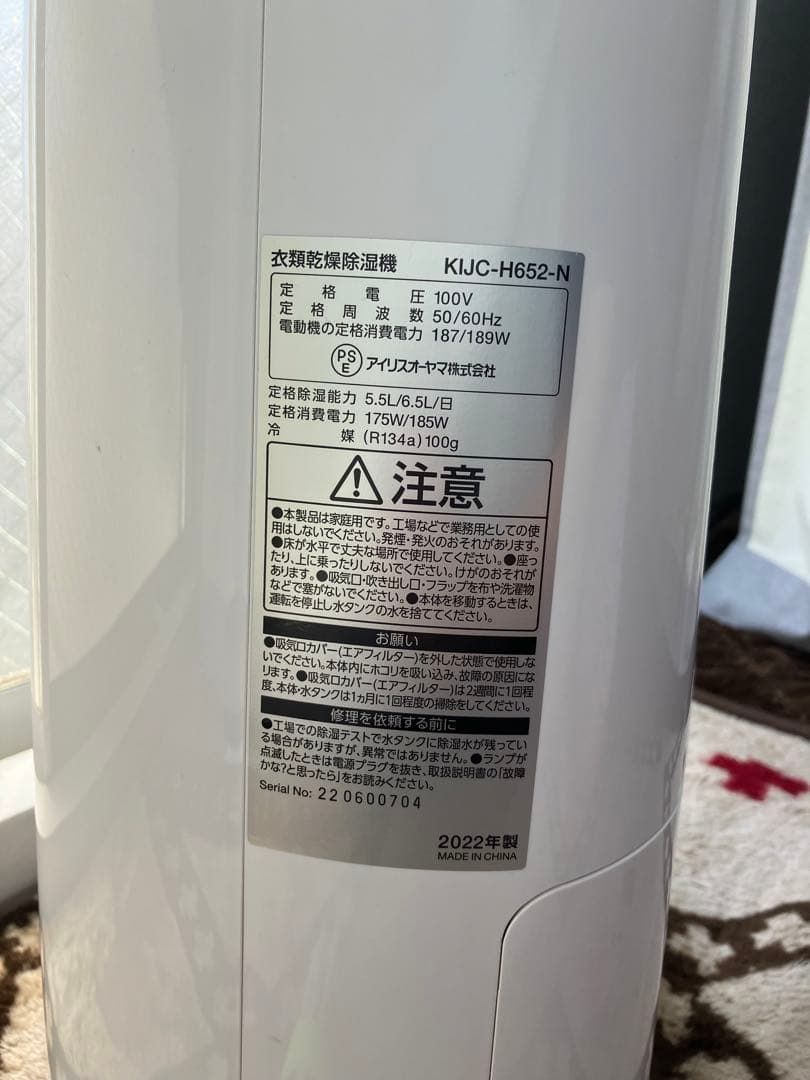 衣類乾燥除湿機 KIJC-H652-N
定格電圧 100V
定格周波数 50/60Hz
電動機の定格消費電力 187/189W
PSE アイリスオーヤマ株式会社
定格除湿能力 5.5L/6.5L/日
定格消費電力 175W/185W
冷媒 (R134a)100g
注意
●本製品は家庭用です。工場などで業務用としての使
用はしないでください。発煙・発火のおそれがあります。
●床が水平で丈夫な場所で使用してください。●座っ
たり、上に乗ったりしないでください。けがのおそれが
あります。●吸気口・吹き出し口・フラップを布や洗濯物
などで塞がないでください。●本体を移動するときは、
運転を停止し水タンクの水を捨ててください。
お願い
●吸気口カバー(エアフィルター)を外した状態で使用しな
いでください。本体内にホコリを吸い込み、故障の原因にな
ります。●吸気口カバー(エアフィルター)は2週間に1回程
度、本体・水タンクは1ヵ月に1回程度の掃除をしてください。
修理を依頼する前に
●工場での除湿テストで水タンクに除湿水が残ってい
る場合がありますが、異常ではありません。●ランプが
点滅したときは電源プラグを抜き、取扱説明書の「故障
かな?と思ったら」をお読みください。
Serial No: 220600704
2022年製
MADE IN CHINA